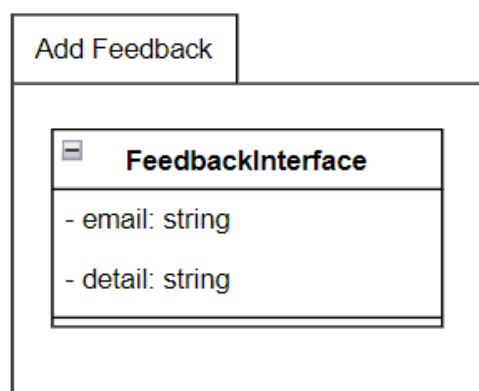 Add Feedback
FeedbackInterface
- email: string
- detail: string